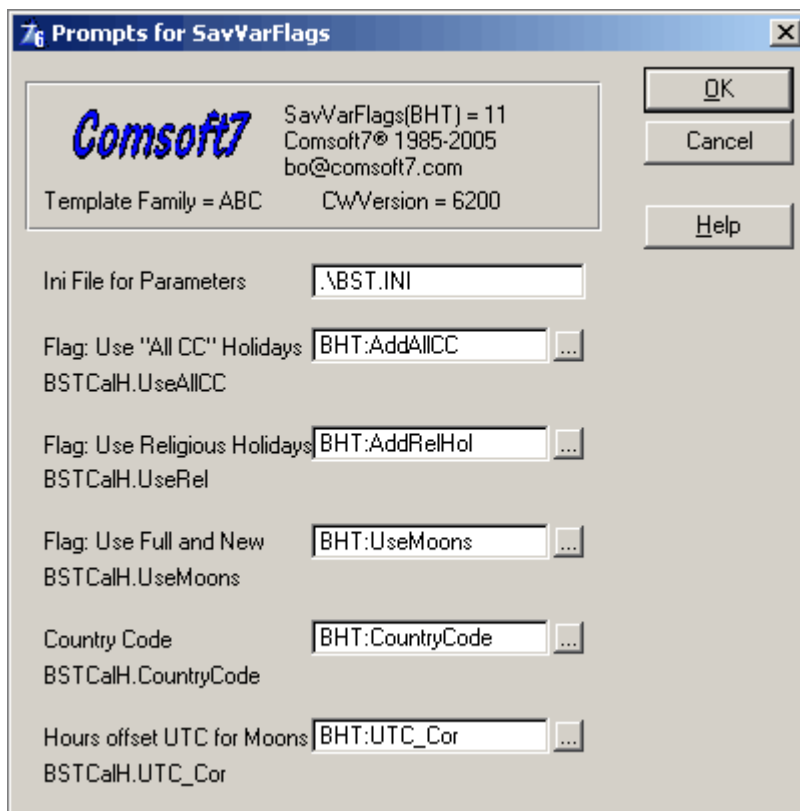 Prompts for SavVarFlags
OK
Cancel
Help
Comsoft7
SavVarFlags(BHT) = 11
Comsoft7® 1985-2005
bo@comsoft7.com
Template Family = ABC CWVersion = 6200
Ini File for Parameters .\BST.INI
Flag: Use "All CC" Holidays BHT:AddAllCC ...
BSTCalH.UseAllCC
Flag: Use Religious Holidays BHT:AddRelHol ...
BSTCalH.UseRel
Flag: Use Full and New BHT:UseMoons ...
BSTCalH.UseMoons
Country Code BHT:CountryCode ...
BSTCalH.CountryCode
Hours offset UTC for Moons BHT:UTC_Cor ...
BSTCalH.UTC_Cor